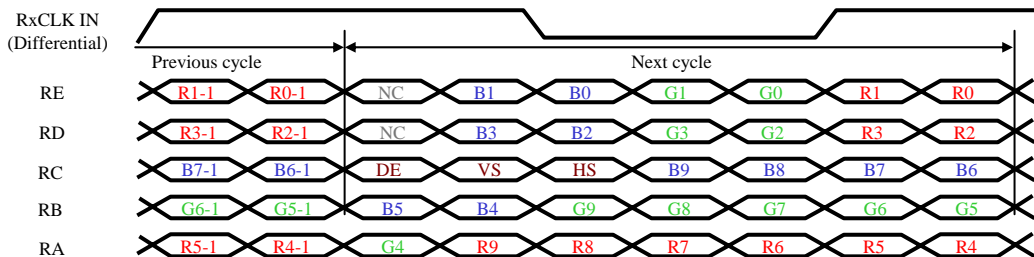 RxCLK IN
(Differential)
Previous cycle Next cycle
RE R1-1 R0-1 NC B1 B0 G1 G0 R1 R0
RD R3-1 R2-1 NC B3 B2 G3 G2 R3 R2
RC B7-1 B6-1 DE VS HS B9 B8 B7 B6
RB G6-1 G5-1 B5 B4 G9 G8 G7 G6 G5
RA R5-1 R4-1 G4 R9 R8 R7 R6 R5 R4